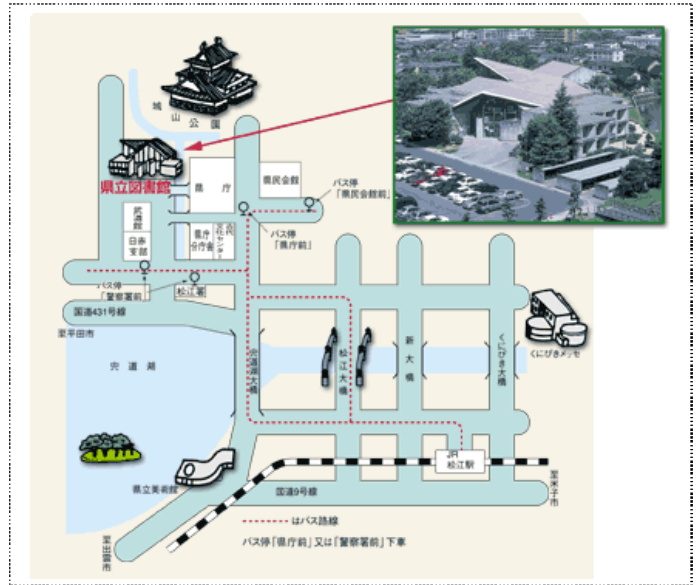 城山公園
県立図書館
県庁
県民会館
バス停
「県民会館前」
武道館
日赤支部
県庁分庁舎
バス停
「県庁前」
バス停
「警察署前」
松江署
国道431号線
至平田市
宍道湖
宍道湖大橋
松江大橋
新大橋
くにびき大橋
くにびきメッセ
JR
松江駅
至米子市
県立美術館
国道9号線
至出雲市
はバス路線
バス停「県庁前」又は「警察署前」下車